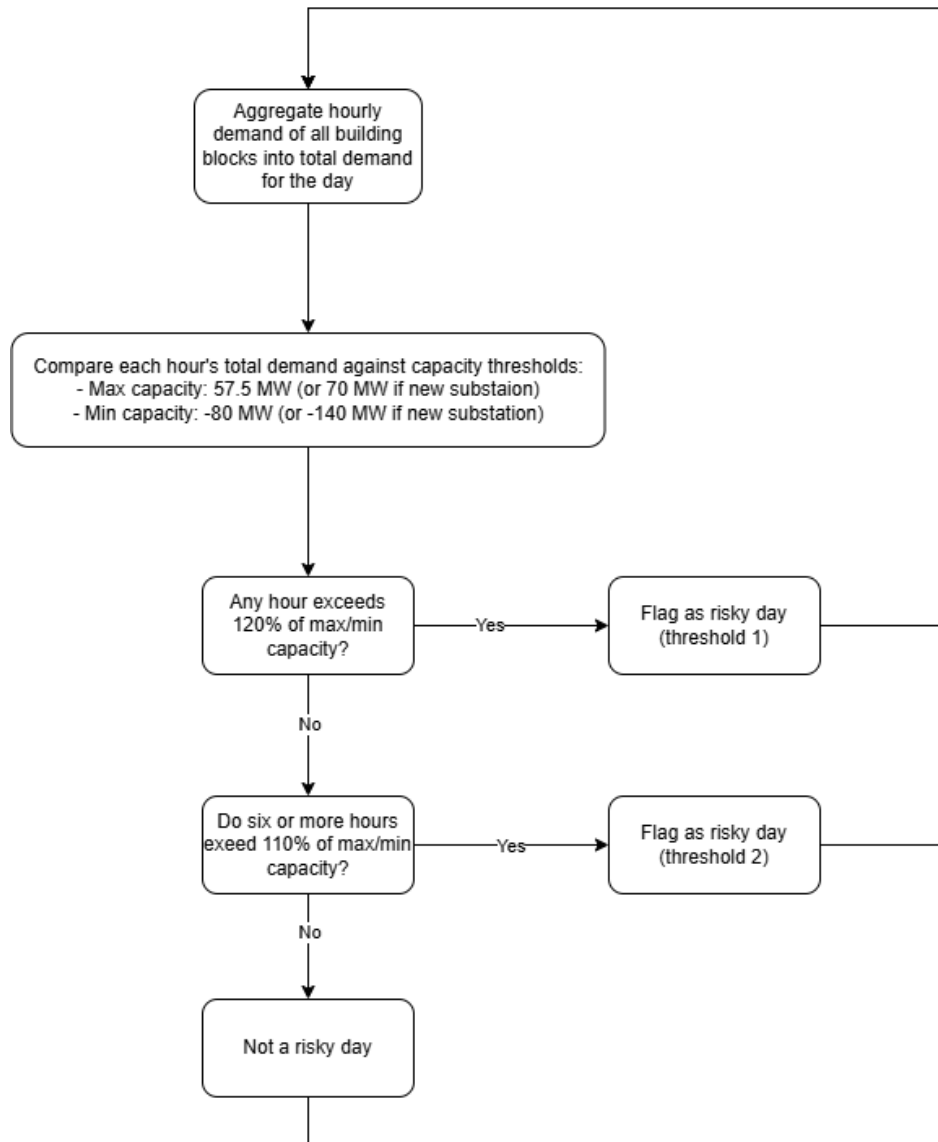 Aggregate hourly
demand of all building
blocks into total demand
for the day
Compare each hour's total demand against capacity thresholds:
- Max capacity: 57.5 MW (or 70 MW if new substaion)
- Min capacity: -80 MW (or -140 MW if new substation)
Any hour exceeds
120% of max/min
capacity?
Yes
Flag as risky day
(threshold 1)
No
Do six or more hours
exeed 110% of max/min
capacity?
Yes
Flag as risky day
(threshold 2)
No
Not a risky day